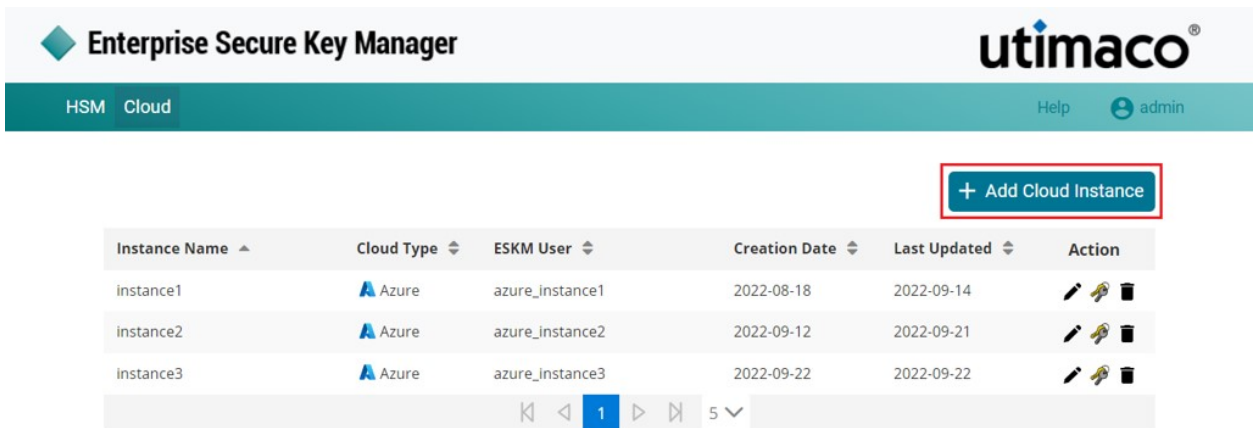 Enterprise Secure Key Manager
utimaco®
HSM Cloud Help admin
+ Add Cloud Instance
Instance Name Cloud Type ESKM User Creation Date Last Updated Action
instance1 Azure azure_instance1 2022-08-18 2022-09-14
instance2 Azure azure_instance2 2022-09-12 2022-09-21
instance3 Azure azure_instance3 2022-09-22 2022-09-22
1 5